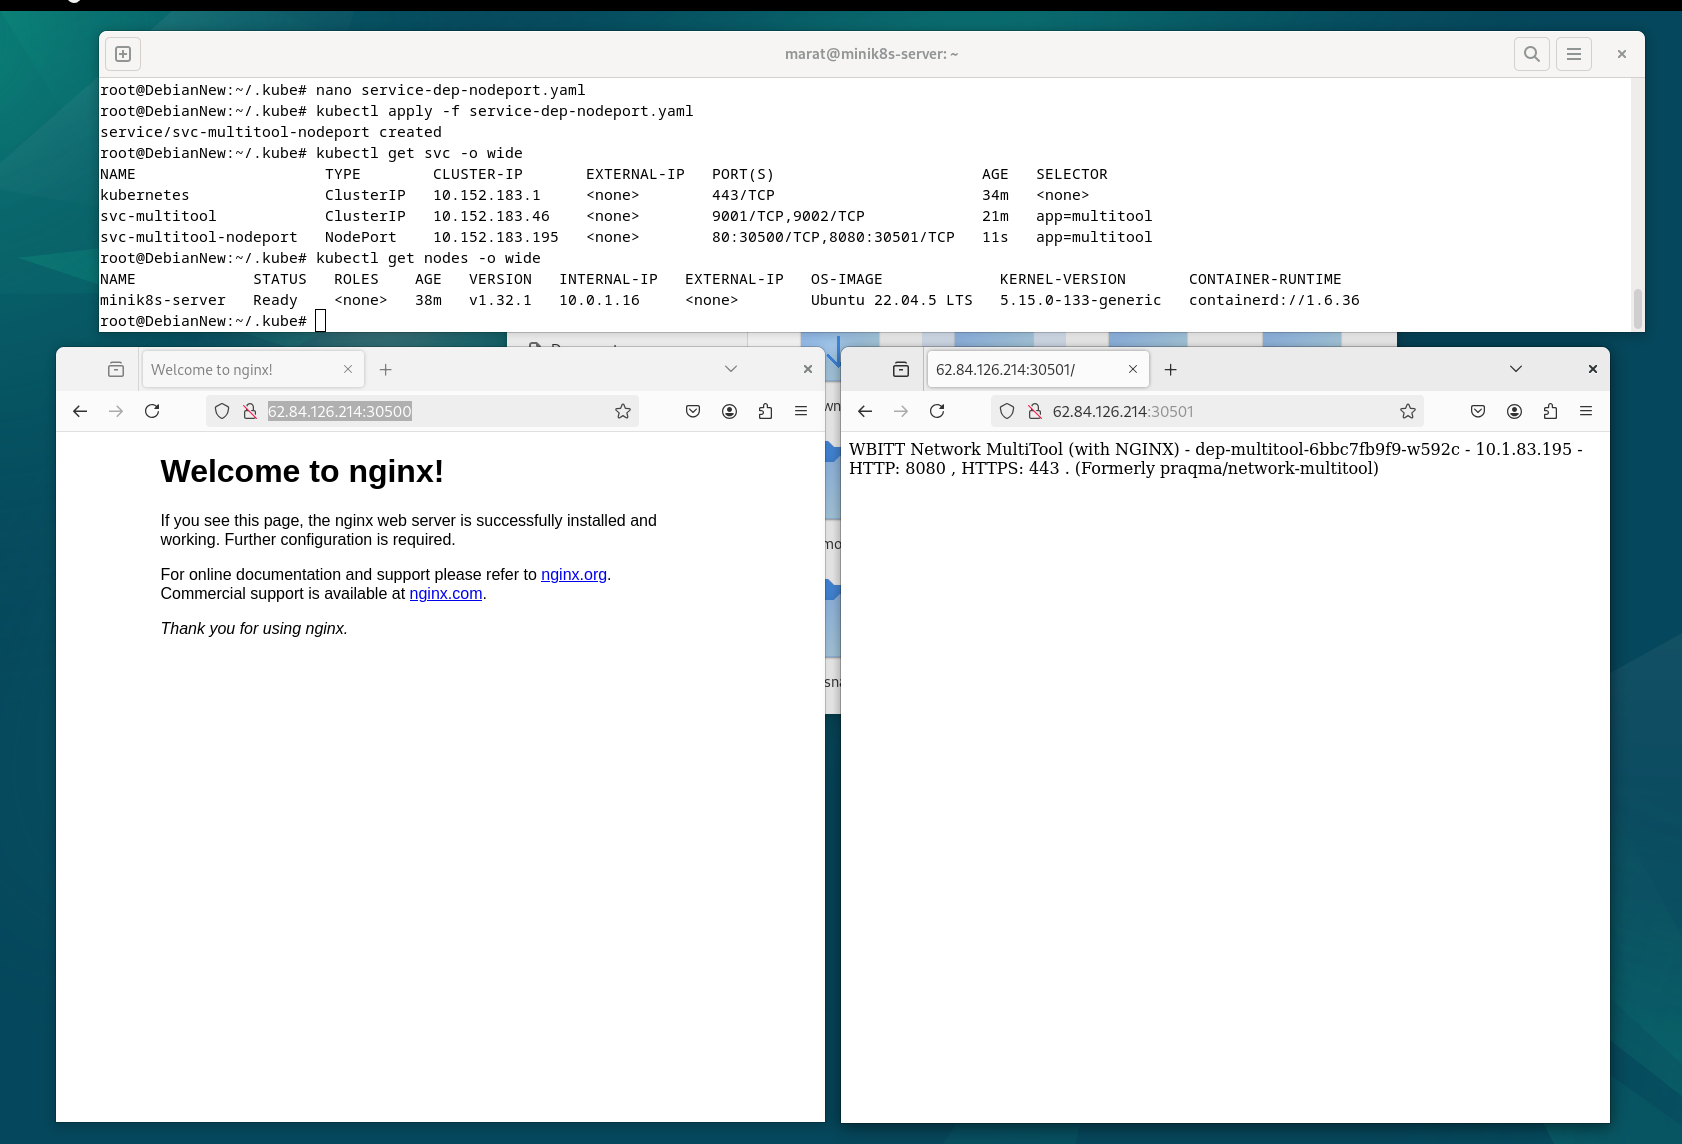 marat@minik8s-server: ~
root@DebianNew:~/.kube# nano service-dep-nodeport.yaml
root@DebianNew:~/.kube# kubectl apply -f service-dep-nodeport.yaml
service/svc-multitool-nodeport created
root@DebianNew:~/.kube# kubectl get svc -o wide
NAME                     TYPE        CLUSTER-IP       EXTERNAL-IP   PORT(S)                       AGE   SELECTOR
kubernetes               ClusterIP   10.152.183.1     <none>        443/TCP                       34m   <none>
svc-multitool            ClusterIP   10.152.183.46    <none>        9001/TCP,9002/TCP             21m   app=multitool
svc-multitool-nodeport   NodePort    10.152.183.195   <none>        80:30500/TCP,8080:30501/TCP   11s   app=multitool
root@DebianNew:~/.kube# kubectl get nodes -o wide
NAME             STATUS   ROLES    AGE   VERSION   INTERNAL-IP   EXTERNAL-IP   OS-IMAGE             KERNEL-VERSION       CONTAINER-RUNTIME
minik8s-server   Ready    <none>   38m   v1.32.1   10.0.1.16     <none>        Ubuntu 22.04.5 LTS   5.15.0-133-generic   containerd://1.6.36
root@DebianNew:~/.kube#
Welcome to nginx!
62.84.126.214:30500
Welcome to nginx!
If you see this page, the nginx web server is successfully installed and
working. Further configuration is required.
For online documentation and support please refer to nginx.org.
Commercial support is available at nginx.com.
Thank you for using nginx.
62.84.126.214:30501/
62.84.126.214:30501
WBITT Network MultiTool (with NGINX) - dep-multitool-6bbc7fb9f9-w592c - 10.1.83.195 -
HTTP: 8080 , HTTPS: 443 . (Formerly praqma/network-multitool)